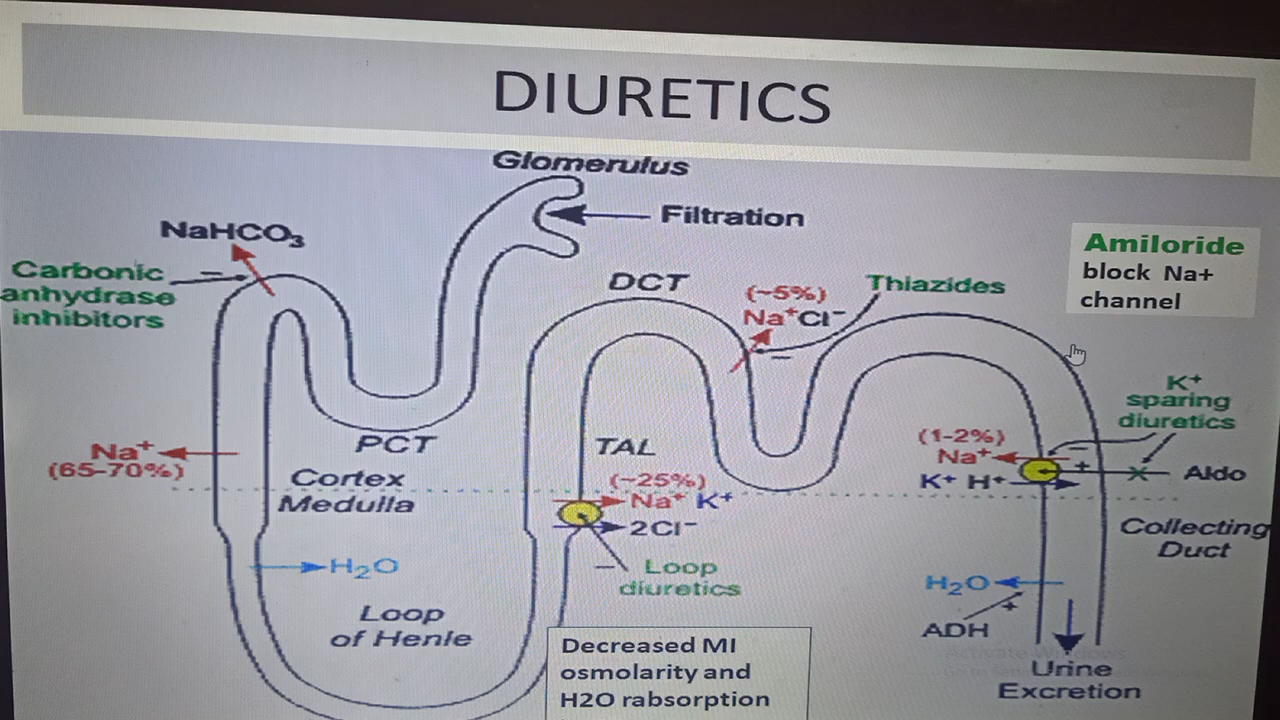 DIURETICS
Glomerulus
Filtration
NaHCO₃
Carbonic
anhydrase
inhibitors
–
DCT
(~5%)
Na⁺Cl⁻
Thiazides
–
Amiloride
block Na+
channel
K⁺
sparing
diuretics
PCT
TAL
Na⁺
(65-70%)
Cortex
Medulla
(~25%)
Na⁺ K⁺
2Cl⁻
(1-2%)
Na⁺
K⁺ H⁺
–
+
Aldo
Collecting
Duct
H₂O
–
Loop
diuretics
Loop
of Henle
H₂O
+
ADH
Decreased MI
osmolarity and
H2O rabsorption
Activate Windows
Urine
Excretion